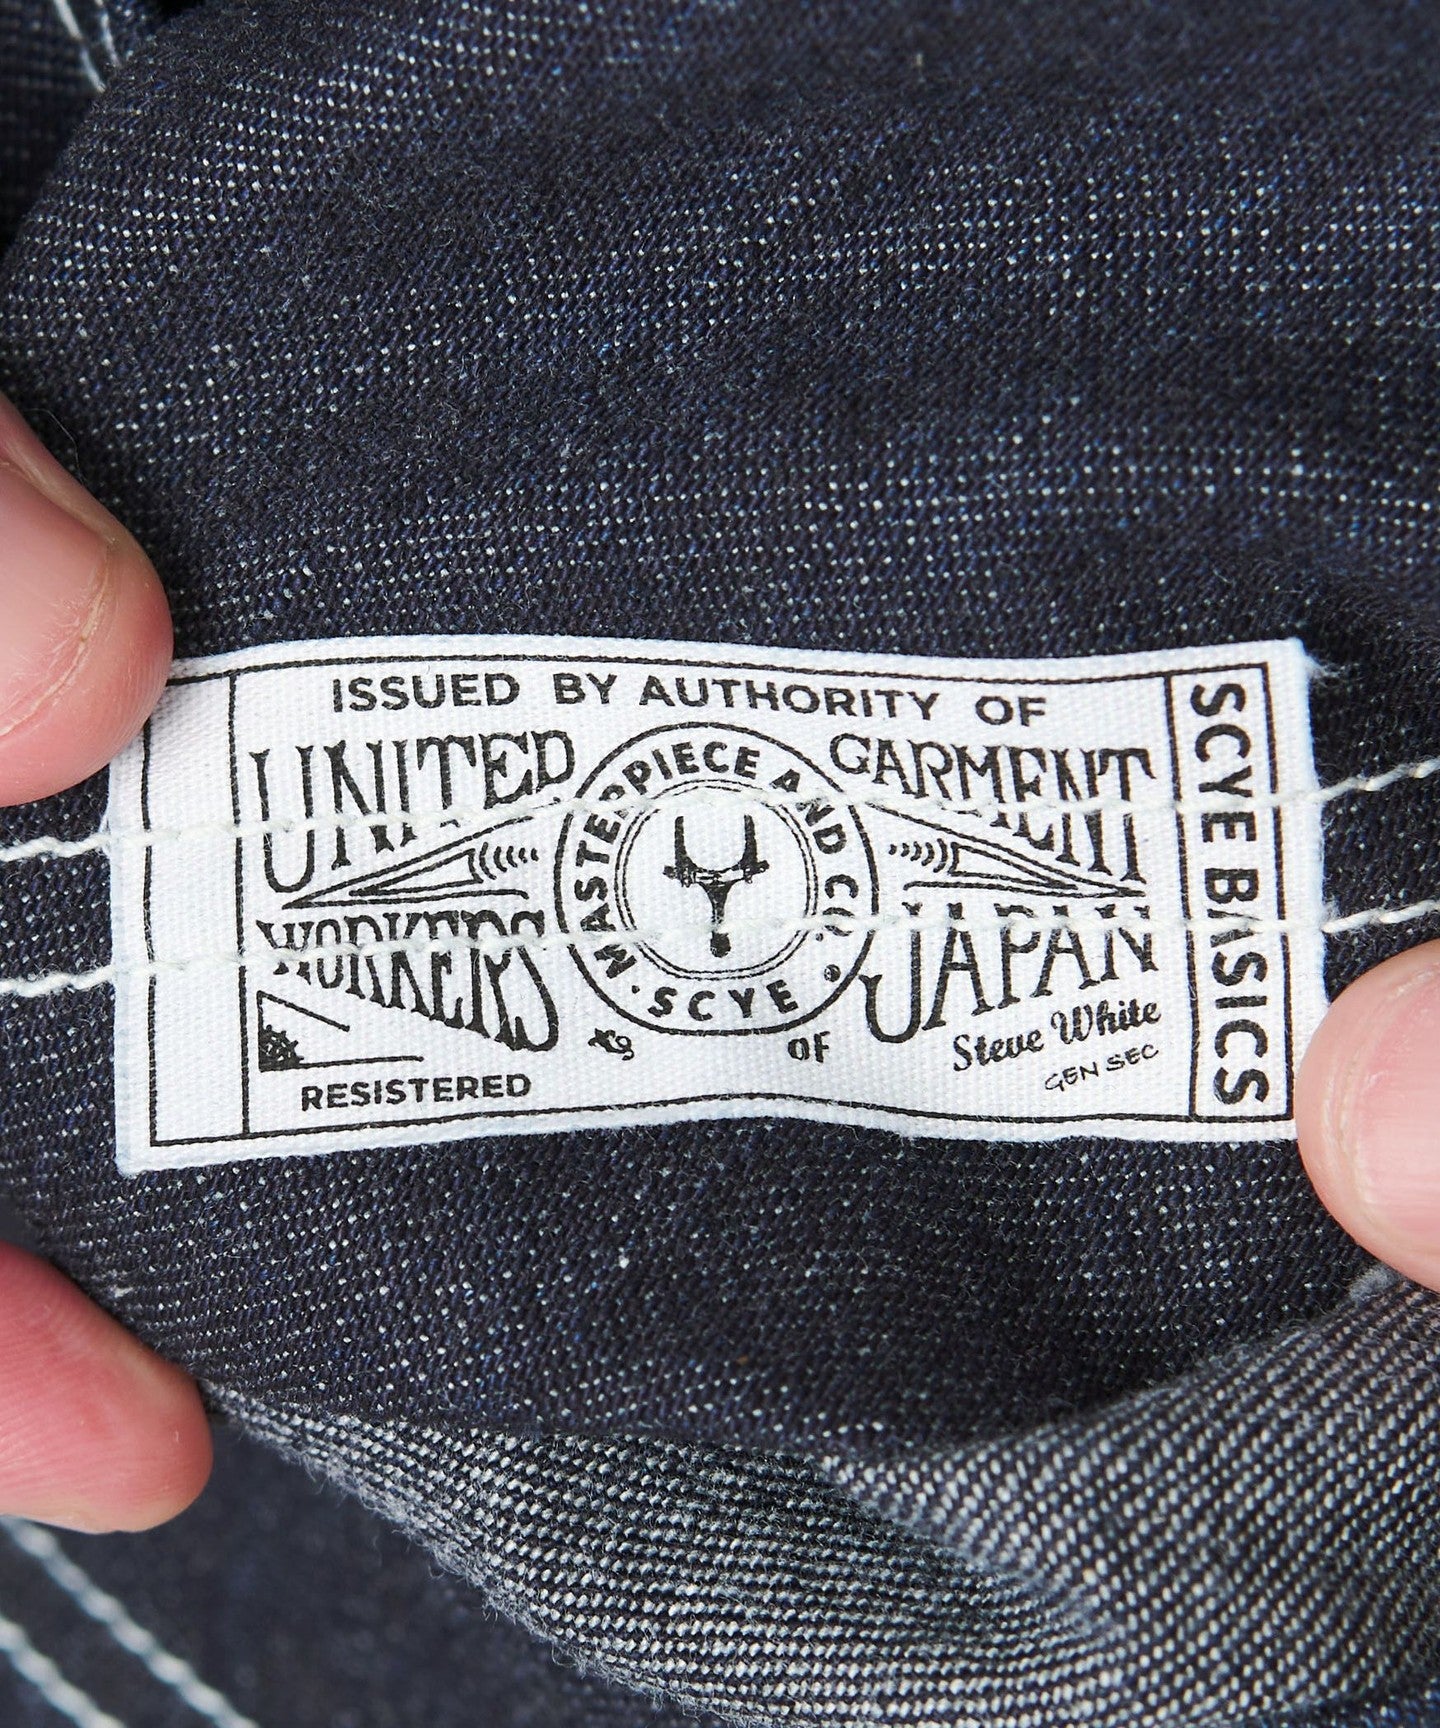 ISSUED BY AUTHORITY OF
UNITED GARMENT
WORKERS OF JAPAN
MASTERPIECE AND CO.
M. SCYE
RESISTERED
Steve White
GEN SEC
SCYE BASICS